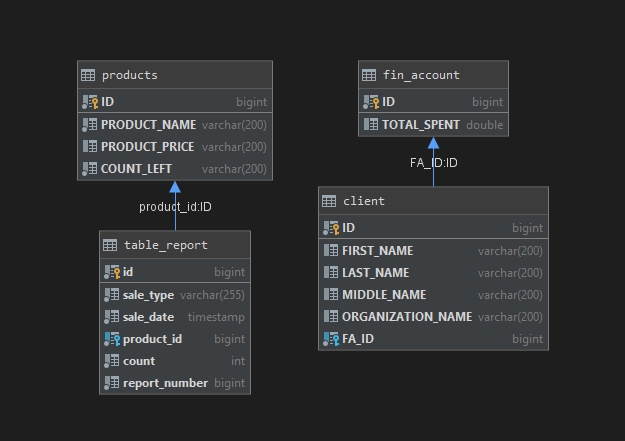 products
ID bigint
PRODUCT_NAME varchar(200)
PRODUCT_PRICE varchar(200)
COUNT_LEFT varchar(200)
product_id:ID
table_report
id bigint
sale_type varchar(255)
sale_date timestamp
product_id bigint
count int
report_number bigint
fin_account
ID bigint
TOTAL_SPENT double
FA_ID:ID
client
ID bigint
FIRST_NAME varchar(200)
LAST_NAME varchar(200)
MIDDLE_NAME varchar(200)
ORGANIZATION_NAME varchar(200)
FA_ID bigint